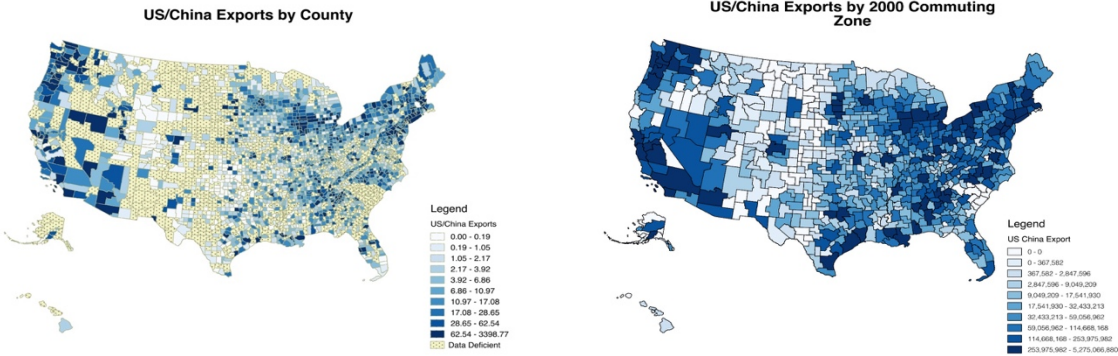 US/China Exports by County
Legend
US/China Exports
0.00 - 0.19
0.19 - 1.05
1.05 - 2.17
2.17 - 3.92
3.92 - 6.86
6.86 - 10.97
10.97 - 17.08
17.08 - 28.65
28.65 - 62.54
62.54 - 3398.77
Data Deficient
US/China Exports by 2000 Commuting
Zone
Legend
US China Export
0 - 0
0 - 367,582
367,582 - 2,847,596
2,847,596 - 9,049,209
9,049,209 - 17,541,930
17,541,930 - 32,433,213
32,433,213 - 59,056,962
59,056,962 - 114,668,168
114,668,168 - 253,975,982
253,975,982 - 5,275,066,880